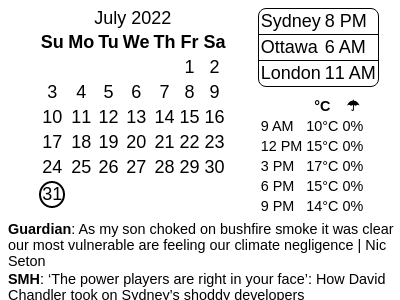 July 2022
Su Mo Tu We Th Fr Sa
1 2
3 4 5 6 7 8 9
10 11 12 13 14 15 16
17 18 19 20 21 22 23
24 25 26 27 28 29 30
31
Sydney 8 PM
Ottawa 6 AM
London 11 AM
°C ☂
9 AM 10°C 0%
12 PM 15°C 0%
3 PM 17°C 0%
6 PM 15°C 0%
9 PM 14°C 0%
Guardian: As my son choked on bushfire smoke it was clear
our most vulnerable are feeling our climate negligence | Nic
Seton
SMH: ‘The power players are right in your face’: How David
Chandler took on Sydney’s shoddy developers